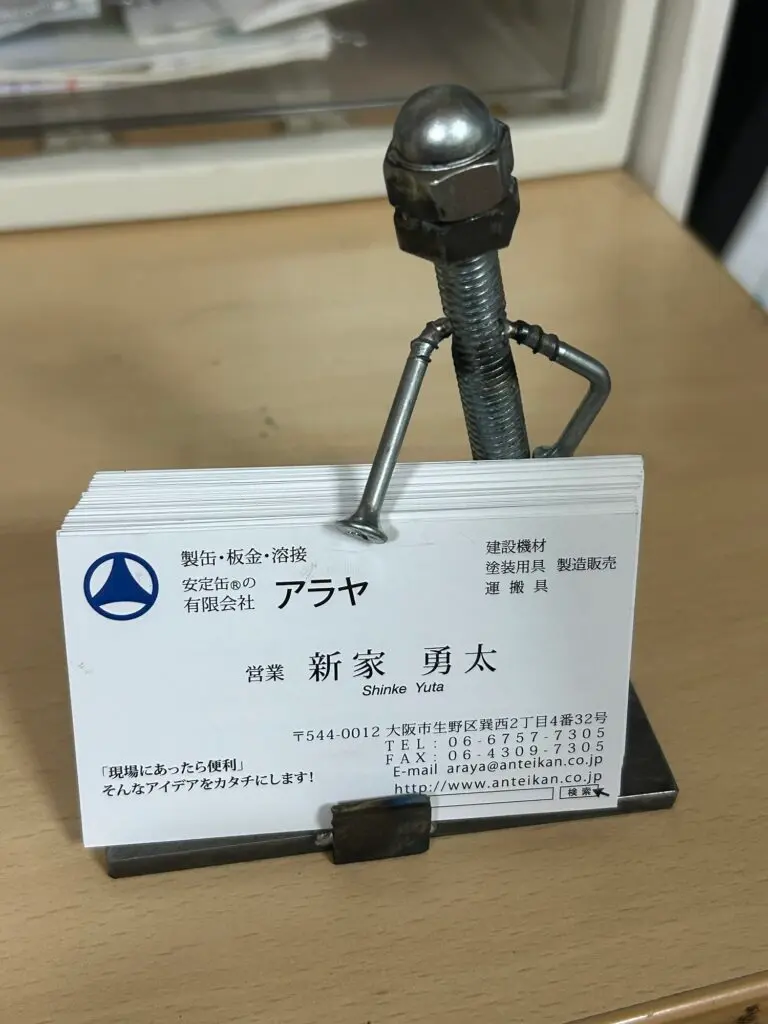 製缶・板金・溶接
安定缶®の
有限会社 アラヤ
建設機材
塗装用具 製造販売
運搬具
営業 新家 勇太
Shinke Yuta
〒544-0012 大阪市生野区巽西2丁目4番32号
TEL: 06-6757-7305
FAX: 06-4309-7305
E-mail araya@anteikan.co.jp
http://www.anteikan.co.jp
検索
「現場にあったら便利」
そんなアイデアをカタチにします!